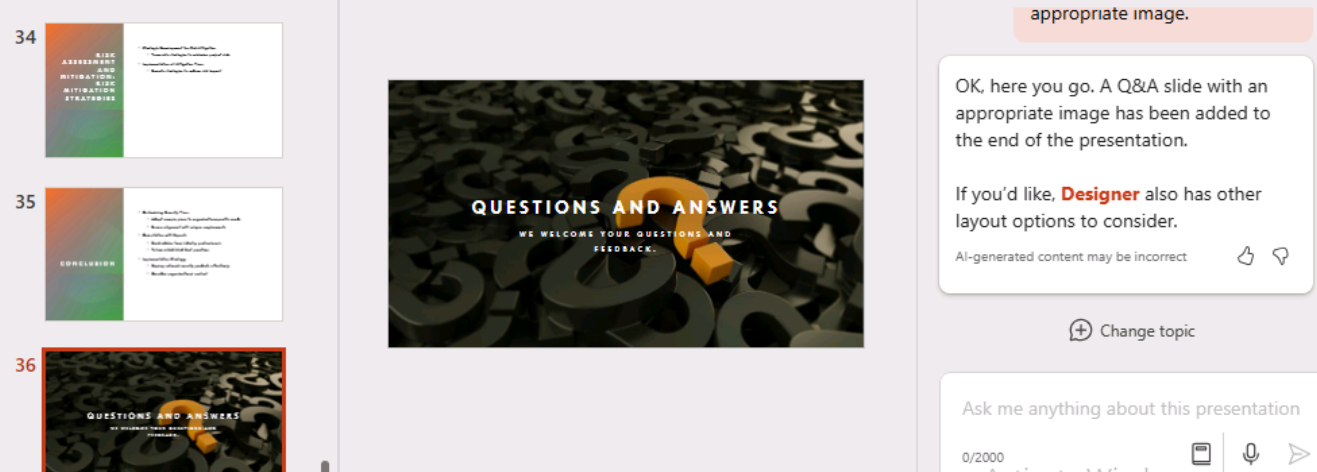 34
RISK
ASSESSMENT
AND
MITIGATION:
RISK
MITIGATION
STRATEGIES
35
CONCLUSION
36
QUESTIONS AND ANSWERS
WE WELCOME YOUR QUESTIONS AND
FEEDBACK.
QUESTIONS AND ANSWERS
WE WELCOME YOUR QUESTIONS AND
FEEDBACK.
appropriate image.
OK, here you go. A Q&A slide with an
appropriate image has been added to
the end of the presentation.
If you'd like, Designer also has other
layout options to consider.
AI-generated content may be incorrect
Change topic
Ask me anything about this presentation
0/2000